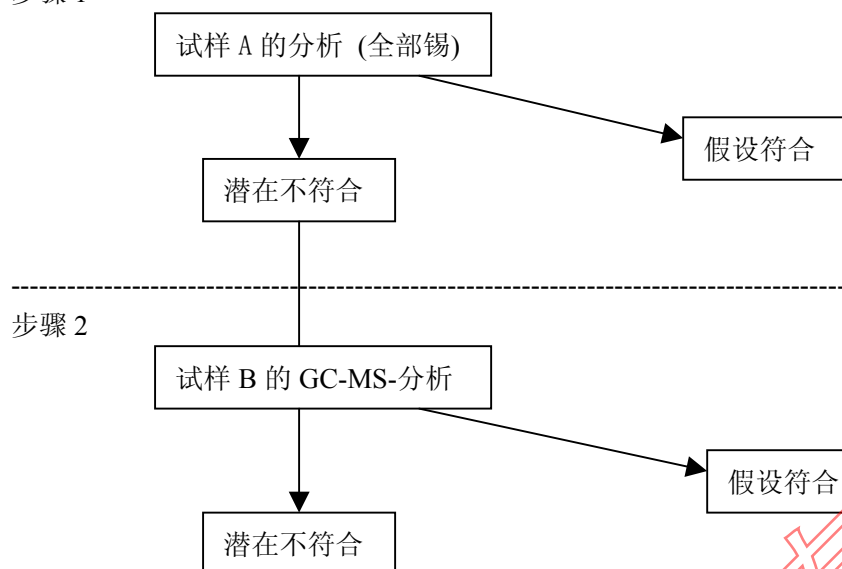 试样 A 的分析 (全部锡)
假设符合
潜在不符合
步骤 2
试样 B 的 GC-MS-分析
假设符合
潜在不符合